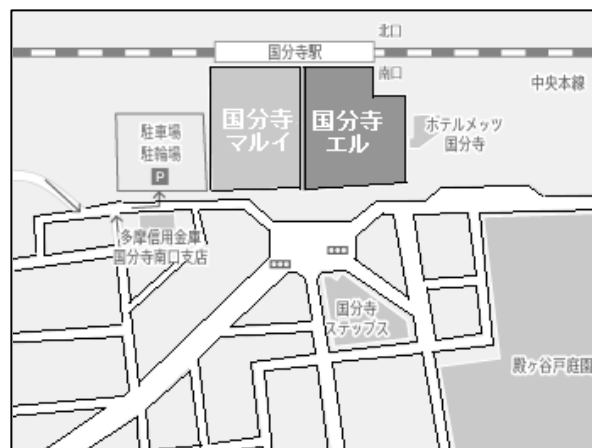 北口
国分寺駅
南口
中央本線
国分寺
マルイ
国分寺
エル
ホテルメッツ
国分寺
駐車場
駐輪場
P
多摩信用金庫
国分寺南口支店
国分寺
ステップス
殿ヶ谷戸庭園